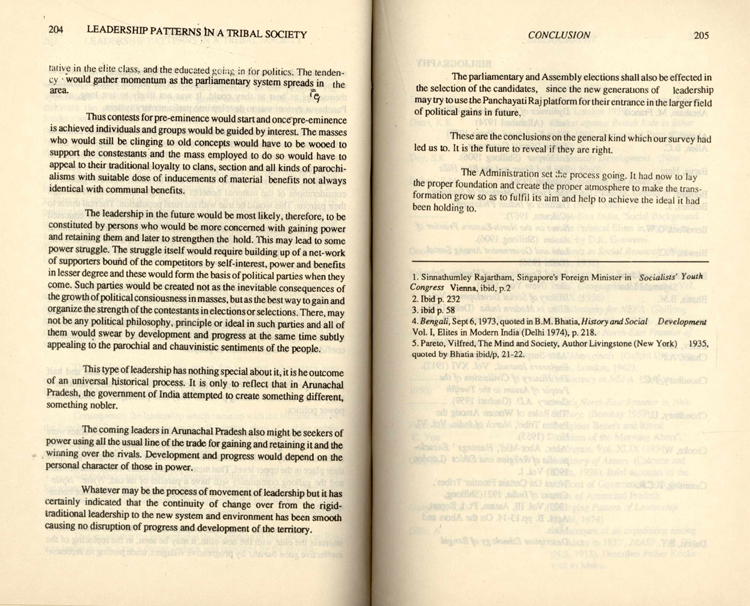 204 LEADERSHIP PATTERNS IN A TRIBAL SOCIETY
tative in the elite class, and the educated going in for politics. The tenden-
cy would gather momentum as the parliamentary system spreads in the
area.
Thus contests for pre-eminence would start and once pre-eminence
is achieved individuals and groups would be guided by interest. The masses
who would still be clinging to old concepts would have to be wooed to
support the constestants and the mass employed to do so would have to
appeal to their traditional loyalty to clans, section and all kinds of parochi-
alisms with suitable dose of inducements of material benefits not always
identical with communal benefits.
The leadership in the future would be most likely, therefore, to be
constituted by persons who would be more concerned with gaining power
and retaining them and later to strengthen the hold. This may lead to some
power struggle. The struggle itself would require building up of a net-work
of supporters bound of the competitors by self-interest, power and benefits
in lesser degree and these would form the basis of political parties when they
come. Such parties would be created not as the inevitable consequences of
the growth of political consiousness in masses, but as the best way to gain and
organize the strength of the contestants in elections or selections. There, may
not be any political philosophy, principle or ideal in such parties and all of
them would swear by development and progress at the same time subtly
appealing to the parochial and chauvinistic sentiments of the people.
This type of leadership has nothing special about it, it is he outcome
of an universal historical process. It is only to reflect that in Arunachal
Pradesh, the government of India attempted to create something different,
something nobler.
The coming leaders in Arunachal Pradesh also might be seekers of
power using all the usual line of the trade for gaining and retaining it and the
winning over the rivals. Development and progress would depend on the
personal character of those in power.
Whatever may be the process of movement of leadership but it has
certainly indicated that the continuity of change over from the rigid-
traditional leadership to the new system and environment has been smooth
causing no disruption of progress and development of the territory.
CONCLUSION 205
The parliamentary and Assembly elections shall also be effected in
the selection of the candidates, since the new generations of leadership
may try to use the Panchayati Raj platform for their entrance in the larger field
of political gains in future.
These are the conclusions on the general kind which our survey had
led us to. It is the future to reveal if they are right.
The Administration set the process going. It had now to lay
the proper foundation and create the proper atmosphere to make the trans-
formation grow so as to fulfil its aim and help to achieve the ideal it had
been holding to.
1. Sinnathumley Rajartham, Singapore's Foreign Minister in Socialists' Youth
Congress Vienna, ibid, p.2
2. Ibid p. 232
3. ibid p. 58
4. Bengali, Sept 6, 1973, quoted in B.M. Bhatia, History and Social Development
Vol. I, Elites in Modern India (Delhi 1974), p. 218.
5. Pareto, Vilfred, The Mind and Society, Author Livingstone (New York) 1935,
quoted by Bhatia ibid/p, 21-22.